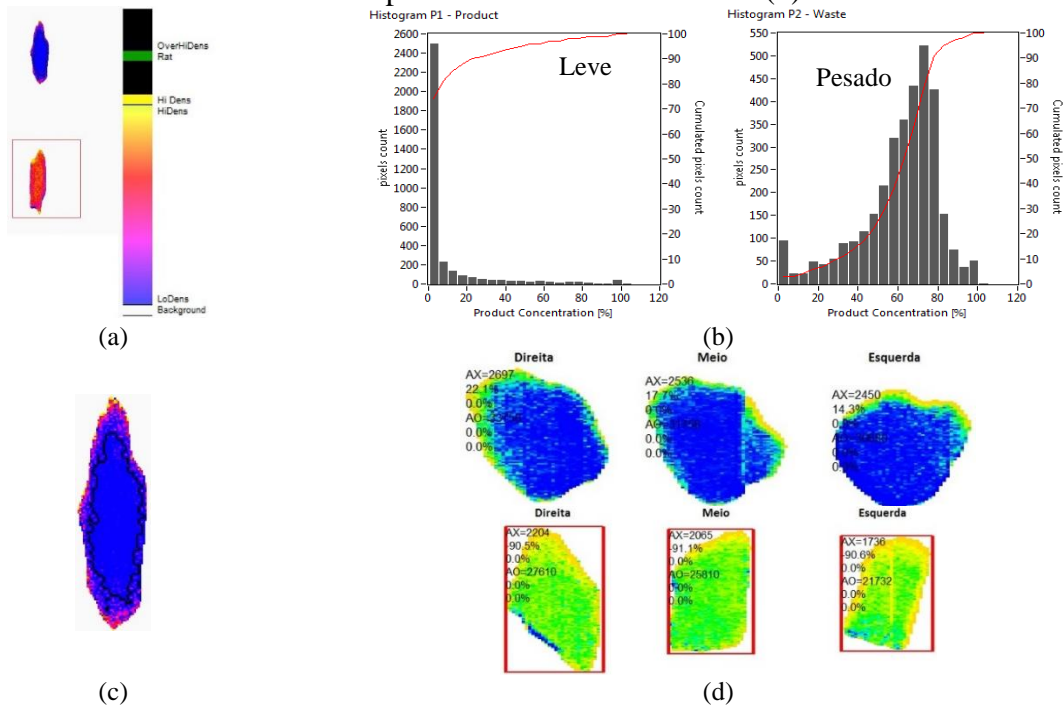 OverHiDens
Rat
Hi Dens
HiDens
LoDens
Background
(a)
Histogram P1 - Product
Leve
2600
2400
2200
2000
1800
1600
1400
1200
1000
800
600
400
200
0
pixels count
100
90
80
70
60
50
40
30
20
10
0
Cumulated pixels count
0 20 40 60 80 100 120
Product Concentration [%]
Histogram P2 - Waste
Pesado
550
500
450
400
350
300
250
200
150
100
50
0
pixels count
100
90
80
70
60
50
40
30
20
10
0
Cumulated pixels count
0 20 40 60 80 100 120
Product Concentration [%]
(b)
(c)
Direita
AX=2697
22.1%
0.0%
0.0%
0.0%
Meio
AX=2536
17.7%
0.0%
0.0%
Esquerda
AX=2450
14.3%
0.0%
0.0%
Direita
AX=2204
-90.5%
0.0%
AO=27610
0.0%
0.0%
Meio
AX=2065
-91.1%
0.0%
AO=25810
0.0%
0.0%
Esquerda
AX=1736
-90.6%
0.0%
AO=21732
0.0%
0.0%
(d)